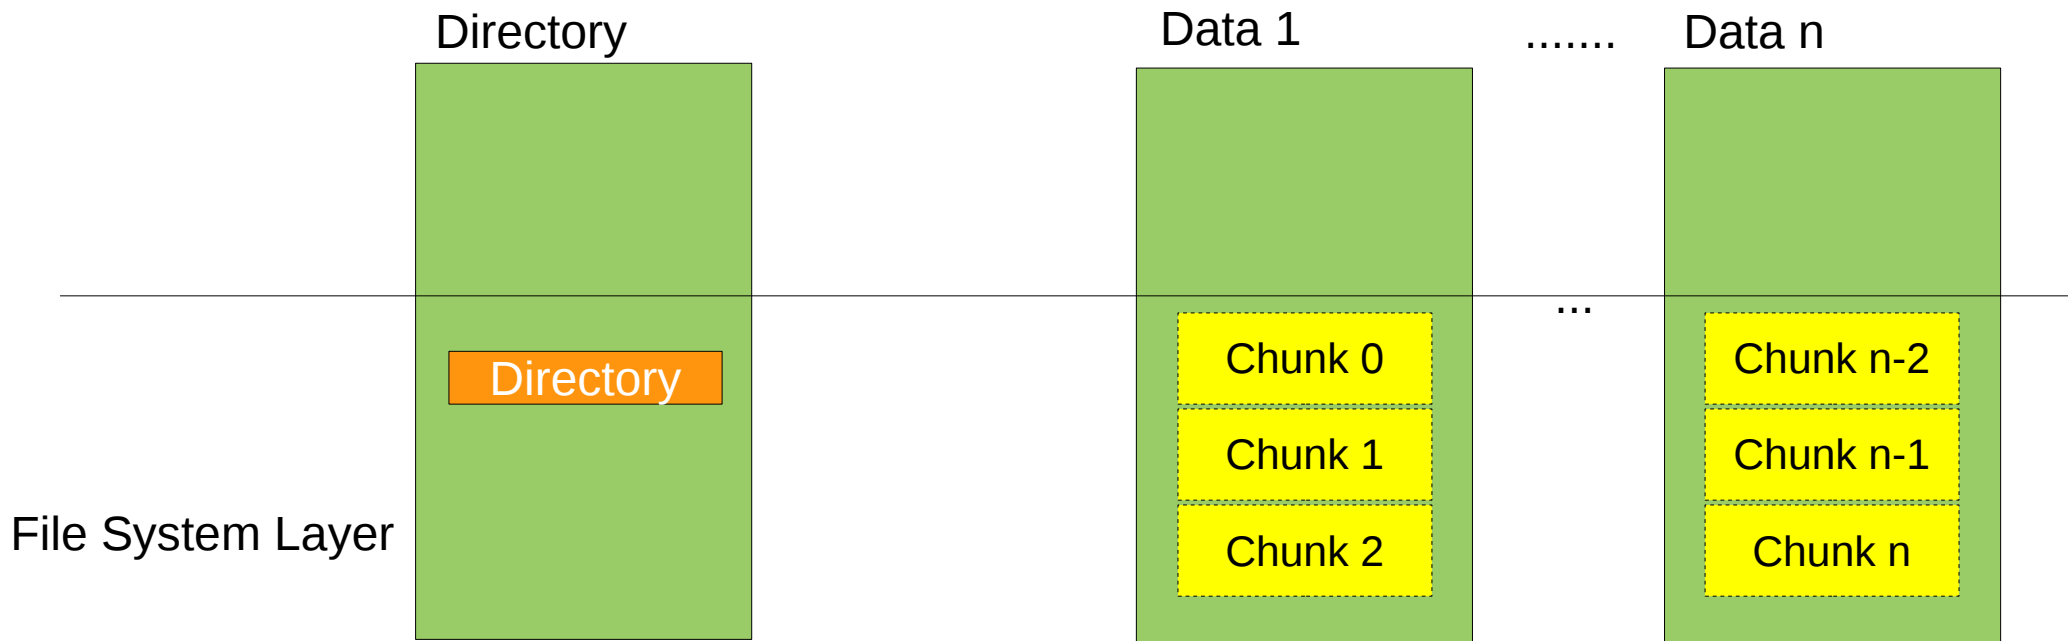 Directory
Data 1
.......
Data n
...
Directory
Chunk 0
Chunk 1
Chunk 2
Chunk n-2
Chunk n-1
Chunk n
File System Layer